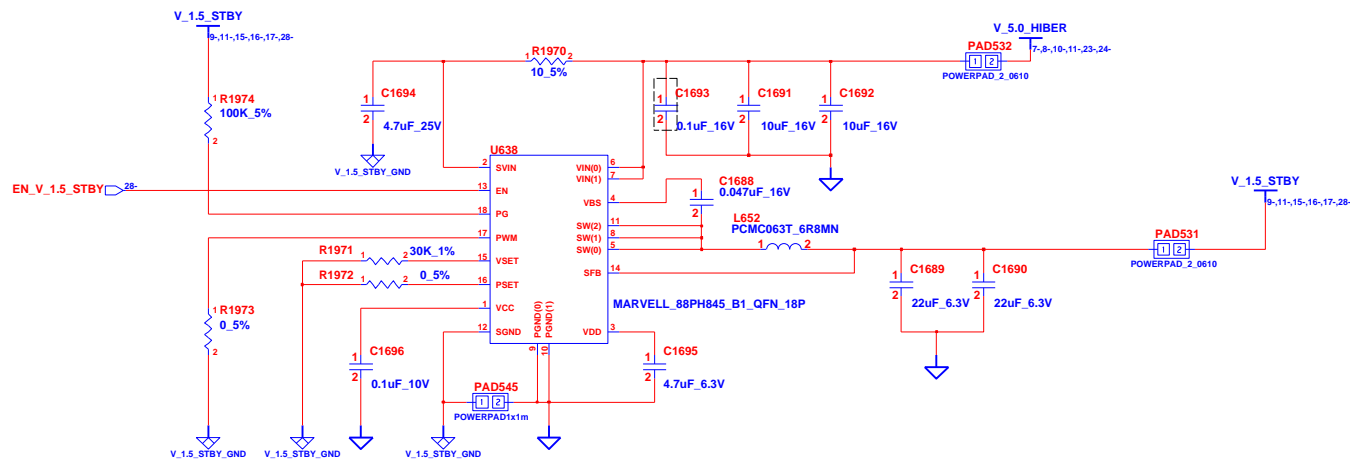 V_1.5_STBY
9-,11-,15-,16-,17-,28-
R1974
1
100K_5%
2
EN_V_1.5_STBY
28-
R1970
1
2
10_5%
C1694
1
2
4.7uF_25V
V_1.5_STBY_GND
C1693
1
2
0.1uF_16V
C1691
1
2
10uF_16V
C1692
1
2
10uF_16V
PAD532
1 2
POWERPAD_2_0610
V_5.0_HIBER
7-,8-,10-,11-,23-,24-
U638
2 SVIN
13 EN
18 PG
17 PWM
15 VSET
16 PSET
1 VCC
12 SGND
VIN(0) 6
VIN(1) 7
VBS 4
SW(2) 11
SW(1) 8
SW(0) 5
SFB 14
VDD 3
PGND(0) 9
PGND(1) 10
MARVELL_88PH845_B1_QFN_18P
C1688
1
0.047uF_16V
2
L652
PCMC063T_6R8MN
1
2
V_1.5_STBY
9-,11-,15-,16-,17-,28-
PAD531
1 2
POWERPAD_2_0610
C1689
1
2
22uF_6.3V
C1690
1
2
22uF_6.3V
R1971
1
2
30K_1%
R1972
1
2
0_5%
R1973
1
0_5%
2
C1696
1
2
0.1uF_10V
C1695
1
2
4.7uF_6.3V
PAD545
1 2
POWERPAD1x1m
V_1.5_STBY_GND
V_1.5_STBY_GND
V_1.5_STBY_GND